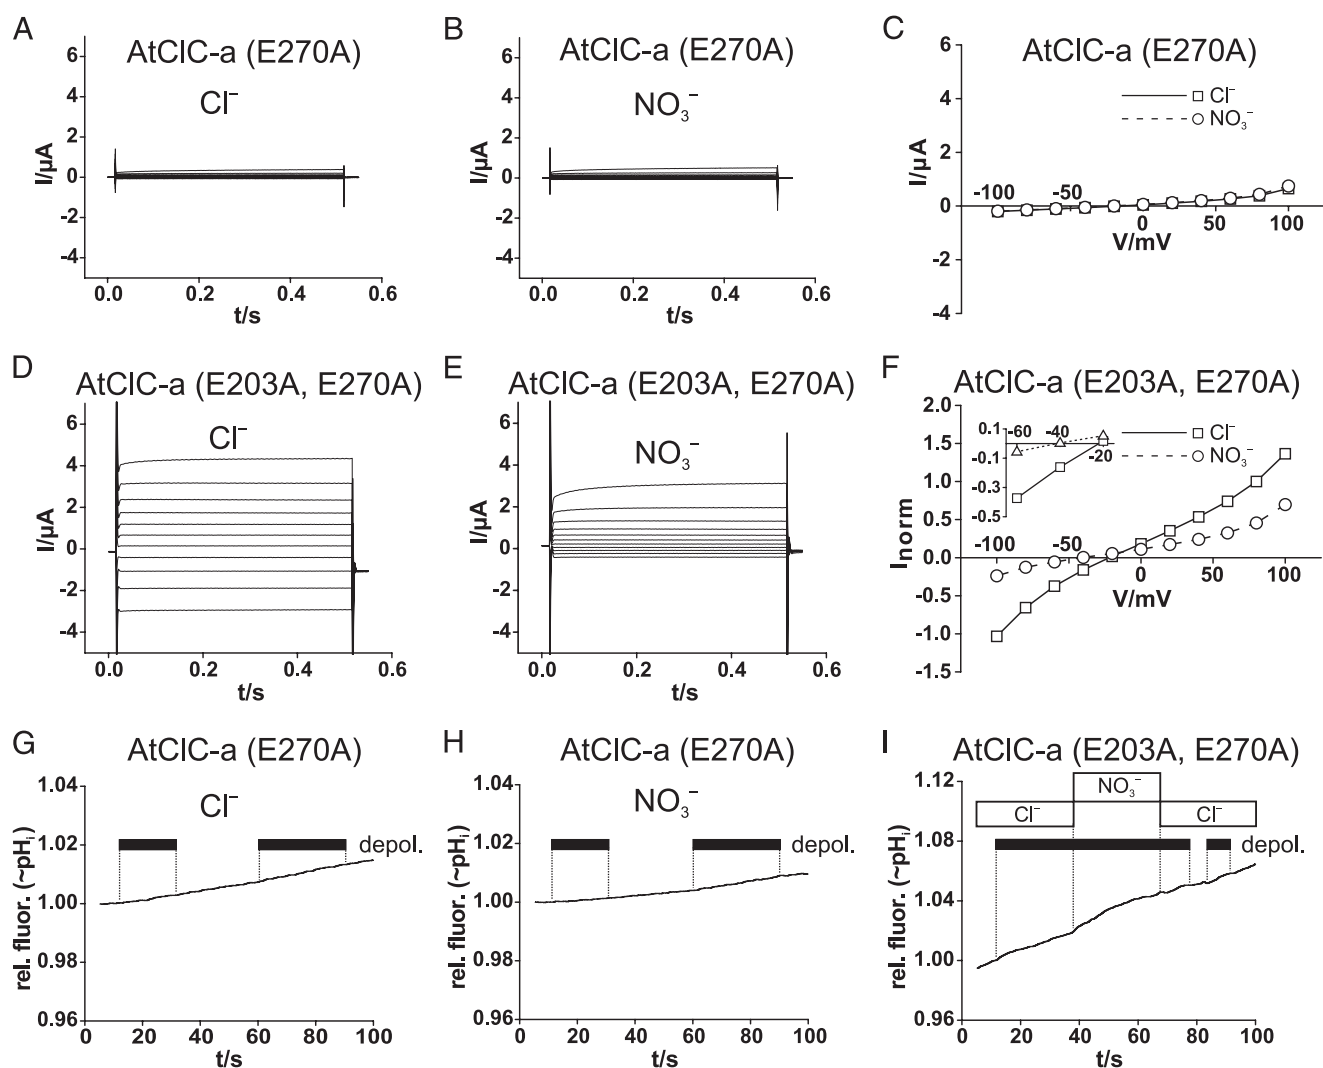 A
AtClC-a (E270A)
Cl⁻
I/µA
6
4
2
0
-2
-4
0.0 0.2 0.4 0.6
t/s
B
AtClC-a (E270A)
NO₃⁻
I/µA
6
4
2
0
-2
-4
0.0 0.2 0.4 0.6
t/s
C
AtClC-a (E270A)
Cl⁻
NO₃⁻
I/µA
6
4
2
0
-2
-4
-100 -50 0 50 100
V/mV
D
AtClC-a (E203A, E270A)
Cl⁻
I/µA
6
4
2
0
-2
-4
0.0 0.2 0.4 0.6
t/s
E
AtClC-a (E203A, E270A)
NO₃⁻
I/µA
6
4
2
0
-2
-4
0.0 0.2 0.4 0.6
t/s
F
AtClC-a (E203A, E270A)
Cl⁻
NO₃⁻
Inorm
2.0
1.5
1.0
0.5
0.0
-0.5
-1.0
-1.5
0.1
-0.1
-0.3
-0.5
-60 -40 -20
-100 -50 0 50 100
V/mV
G
AtClC-a (E270A)
Cl⁻
depol.
rel. fluor. (~pHi)
1.04
1.02
1.00
0.98
0.96
0 20 40 60 80 100
t/s
H
AtClC-a (E270A)
NO₃⁻
depol.
rel. fluor. (~pHi)
1.04
1.02
1.00
0.98
0.96
0 20 40 60 80 100
t/s
I
AtClC-a (E203A, E270A)
NO₃⁻
Cl⁻ Cl⁻
depol.
rel. fluor. (~pHi)
1.12
1.08
1.04
1.00
0.96
0 20 40 60 80 100
t/s